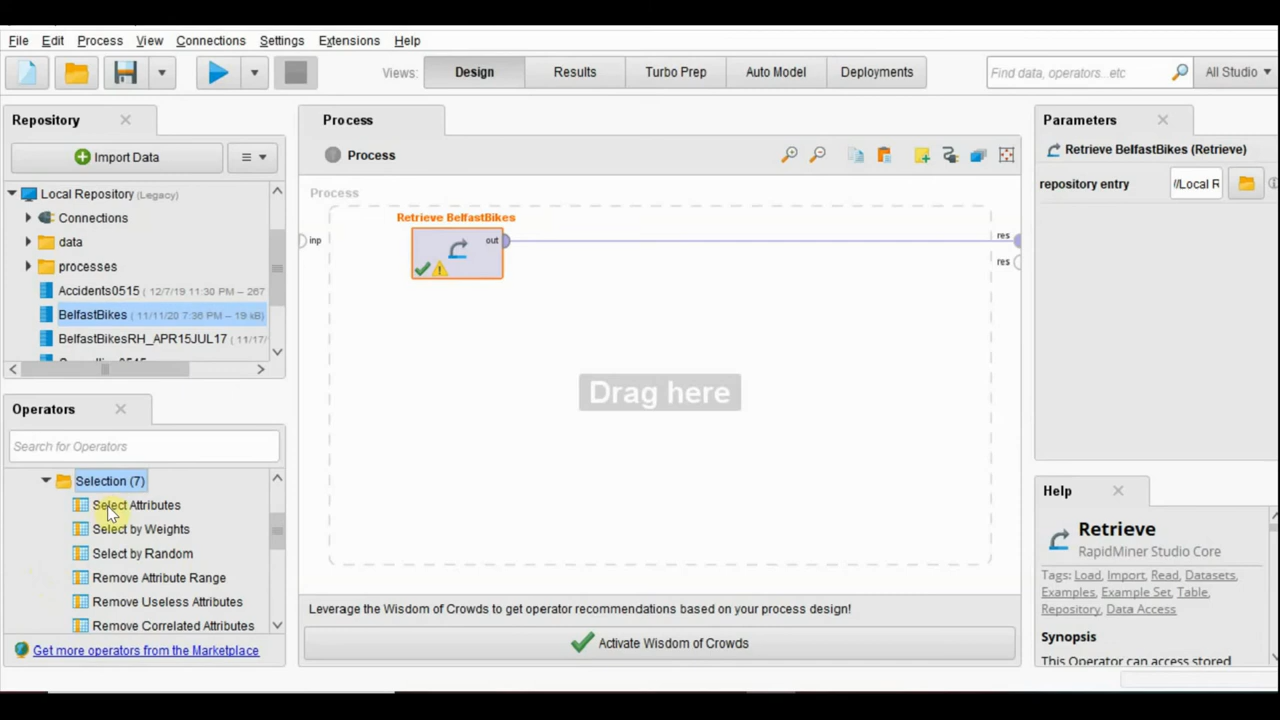 File Edit Process View Connections Settings Extensions Help
Views: Design Results Turbo Prep Auto Model Deployments Find data, operators...etc All Studio
Repository
Import Data
Local Repository (Legacy)
Connections
data
processes
Accidents0515 ( 12/7/19 11:30 PM – 267
BelfastBikes ( 11/11/20 7:36 PM – 19 kB)
BelfastBikesRH_APR15JUL17 ( 11/17/
Operators
Search for Operators
Selection (7)
Select Attributes
Select by Weights
Select by Random
Remove Attribute Range
Remove Useless Attributes
Remove Correlated Attributes
Get more operators from the Marketplace
Process
Process
Process
Retrieve BelfastBikes
inp
out
res
res
Drag here
Leverage the Wisdom of Crowds to get operator recommendations based on your process design!
Activate Wisdom of Crowds
Parameters
Retrieve BelfastBikes (Retrieve)
repository entry //Local R
Help
Retrieve
RapidMiner Studio Core
Tags: Load, Import, Read, Datasets,
Examples, Example Set, Table,
Repository, Data Access
Synopsis
This Operator can access stored